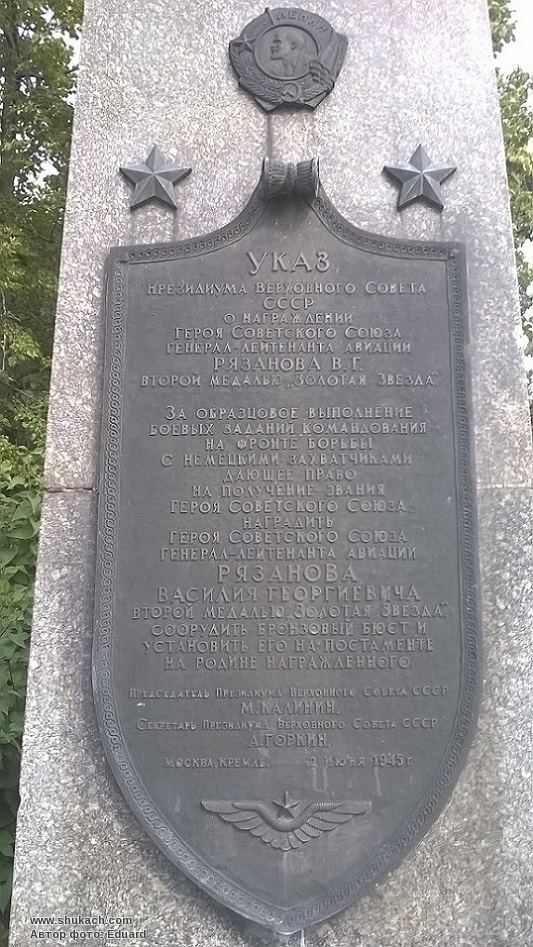 ЛЕНИН
УКАЗ
ПРЕЗИДИУМА ВЕРХОВНОГО СОВЕТА
СССР
О НАГРАЖДЕНИИ
ГЕРОЯ СОВЕТСКОГО СОЮЗА
ГЕНЕРАЛ-ЛЕЙТЕНАНТА АВИАЦИИ
РЯЗАНОВА В.Г.
ВТОРОЙ МЕДАЛЬЮ „ЗОЛОТАЯ ЗВЕЗДА"
ЗА ОБРАЗЦОВОЕ ВЫПОЛНЕНИЕ
БОЕВЫХ ЗАДАНИЙ КОМАНДОВАНИЯ
НА ФРОНТЕ БОРЬБЫ
С НЕМЕЦКИМИ ЗАХВАТЧИКАМИ
ДАЮЩЕЕ ПРАВО
НА ПОЛУЧЕНИЕ ЗВАНИЯ
ГЕРОЯ СОВЕТСКОГО СОЮЗА,
НАГРАДИТЬ
ГЕРОЯ СОВЕТСКОГО СОЮЗА
ГЕНЕРАЛ-ЛЕЙТЕНАНТА АВИАЦИИ
РЯЗАНОВА
ВАСИЛИЯ ГЕОРГИЕВИЧА
ВТОРОЙ МЕДАЛЬЮ „ЗОЛОТАЯ ЗВЕЗДА",
СООРУДИТЬ БРОНЗОВЫЙ БЮСТ И
УСТАНОВИТЬ ЕГО НА ПОСТАМЕНТЕ
НА РОДИНЕ НАГРАЖДЕННОГО.
ПРЕДСЕДАТЕЛЬ ПРЕЗИДИУМА ВЕРХОВНОГО СОВЕТА СССР
М.КАЛИНИН.
СЕКРЕТАРЬ ПРЕЗИДИУМА ВЕРХОВНОГО СОВЕТА СССР
А.ГОРКИН.
МОСКВА, КРЕМЛЬ. 2 ИЮНЯ 1945 Г.
www.shukach.com
Автор фото: Eduard